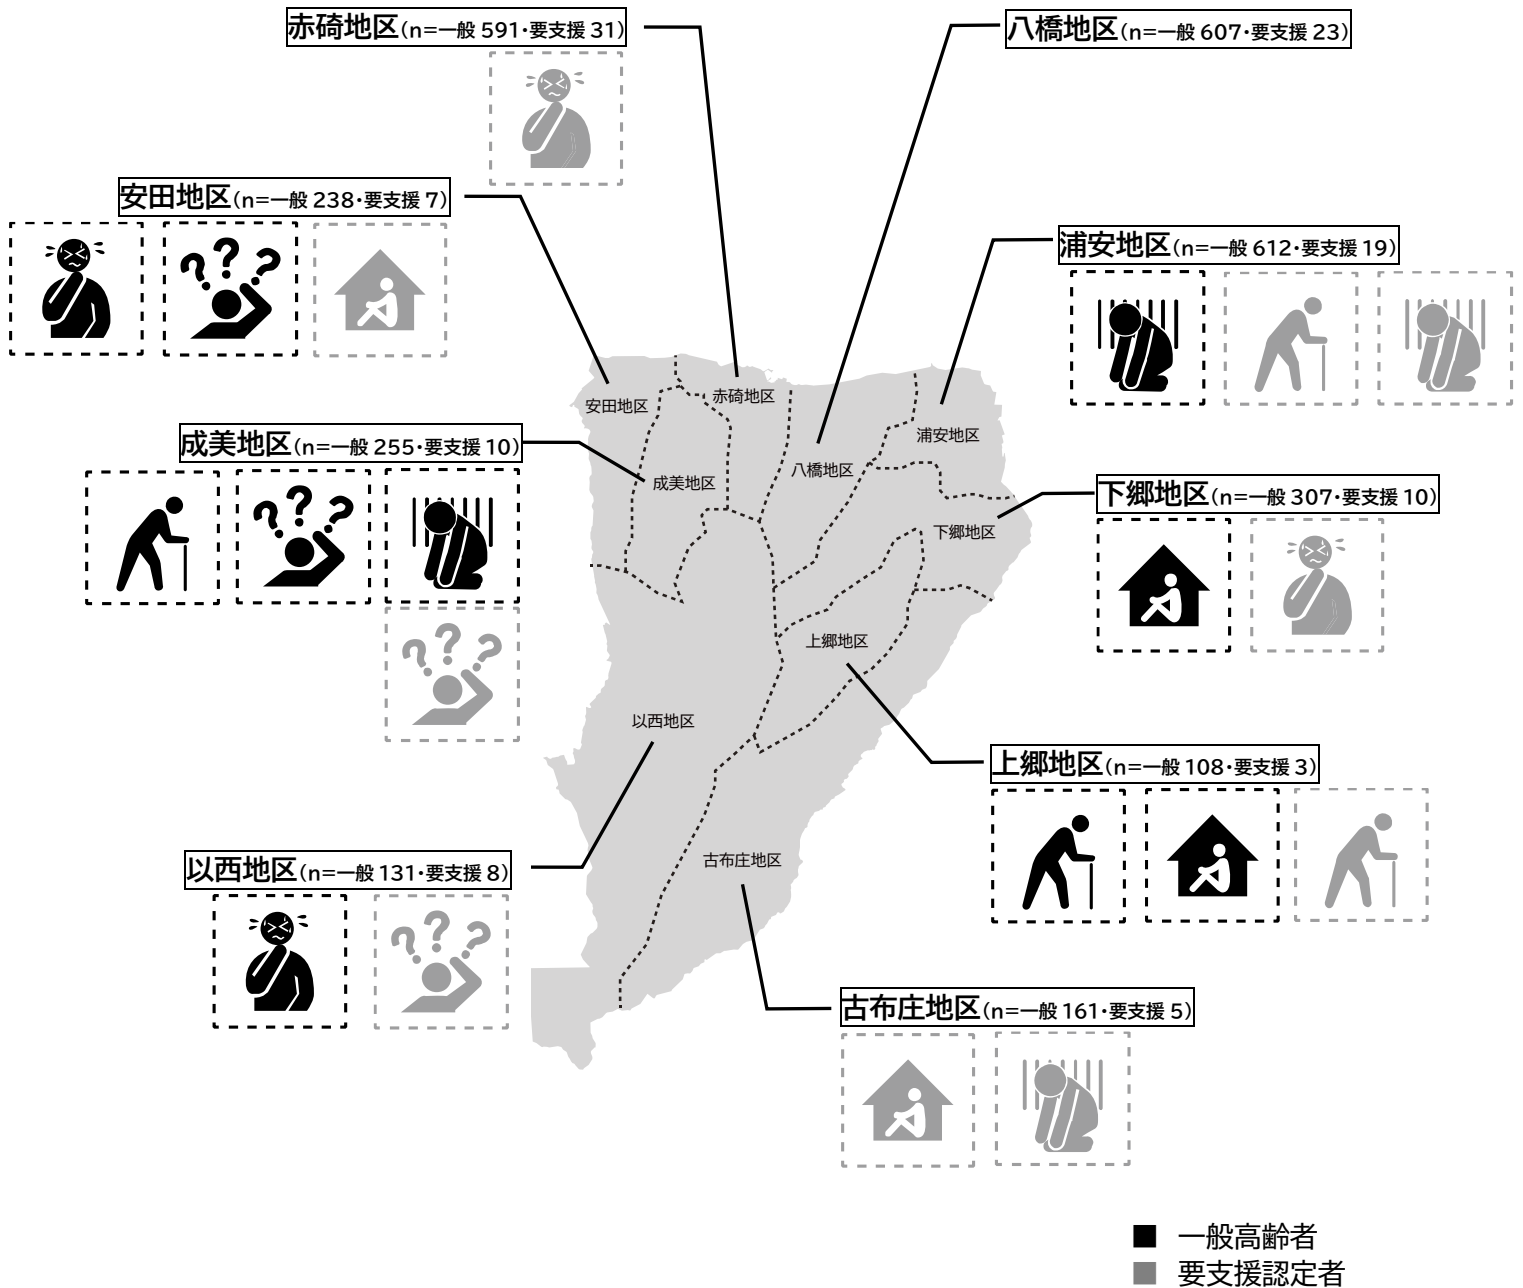 赤碕地区(n=一般 591・要支援 31)
八橋地区(n=一般 607・要支援 23)
安田地区(n=一般 238・要支援 7)
浦安地区(n=一般 612・要支援 19)
成美地区(n=一般 255・要支援 10)
下郷地区(n=一般 307・要支援 10)
安田地区
赤碕地区
浦安地区
八橋地区
成美地区
下郷地区
上郷地区
以西地区
古布庄地区
上郷地区(n=一般 108・要支援 3)
以西地区(n=一般 131・要支援 8)
古布庄地区(n=一般 161・要支援 5)
■ 一般高齢者
■ 要支援認定者